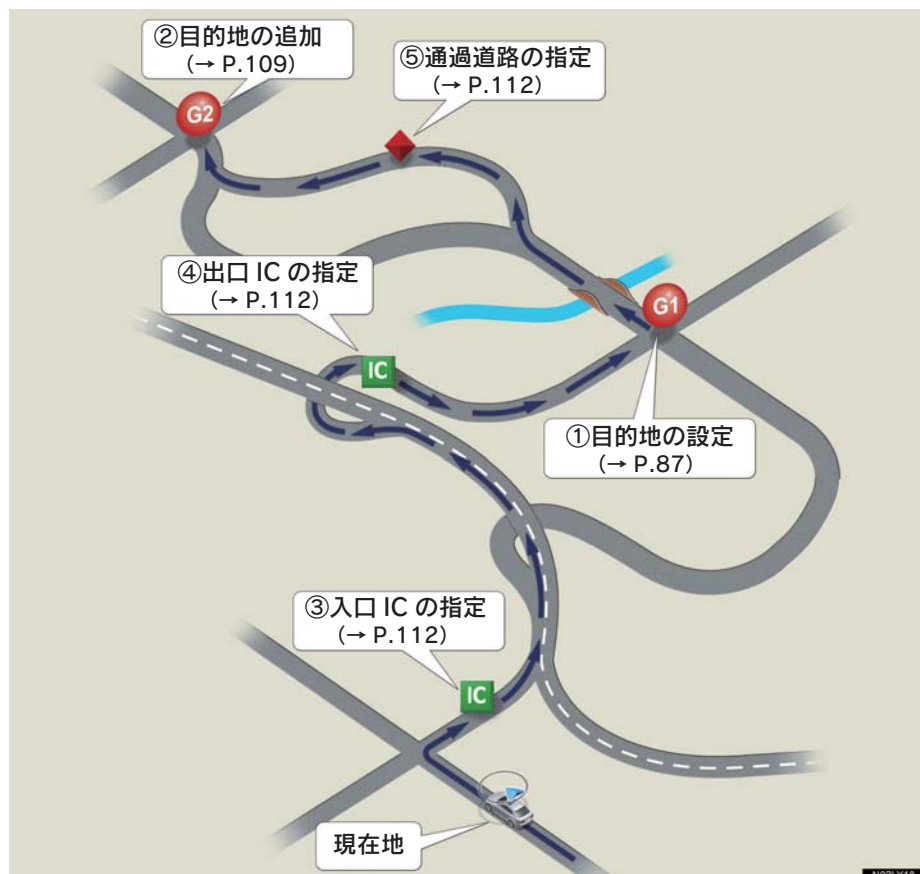 ②目的地の追加
(→ P.109)
⑤通過道路の指定
(→ P.112)
G2
④出口 IC の指定
(→ P.112)
G1
IC
①目的地の設定
(→ P.87)
③入口 IC の指定
(→ P.112)
IC
現在地